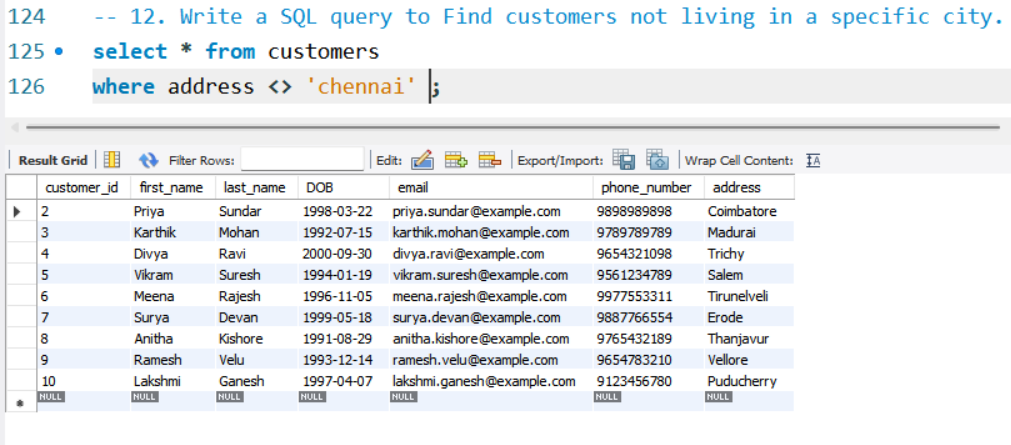 124 -- 12. Write a SQL query to Find customers not living in a specific city.
125 select * from customers
126 where address <> 'chennai' ;
Result Grid Filter Rows: Edit: Export/Import: Wrap Cell Content: IA
customer_id first_name last_name DOB email phone_number address
2 Priya Sundar 1998-03-22 priya.sundar@example.com 9898989898 Coimbatore
3 Karthik Mohan 1992-07-15 karthik.mohan@example.com 9789789789 Madurai
4 Divya Ravi 2000-09-30 divya.ravi@example.com 9654321098 Trichy
5 Vikram Suresh 1994-01-19 vikram.suresh@example.com 9561234789 Salem
6 Meena Rajesh 1996-11-05 meena.rajesh@example.com 9977553311 Tirunelveli
7 Surya Devan 1999-05-18 surya.devan@example.com 9887766554 Erode
8 Anitha Kishore 1991-08-29 anitha.kishore@example.com 9765432189 Thanjavur
9 Ramesh Velu 1993-12-14 ramesh.velu@example.com 9654783210 Vellore
10 Lakshmi Ganesh 1997-04-07 lakshmi.ganesh@example.com 9123456780 Puducherry
NULL NULL NULL NULL NULL NULL NULL